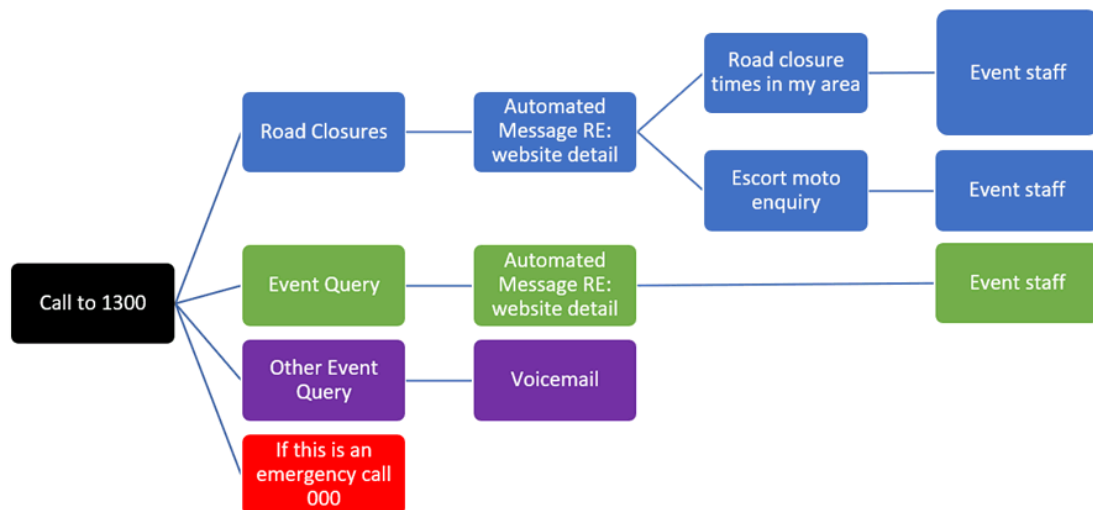 Road closure
times in my area
Event staff
Road Closures
Automated
Message RE:
website detail
Escort moto
enquiry
Event staff
Call to 1300
Event Query
Automated
Message RE:
website detail
Event staff
Other Event
Query
Voicemail
If this is an
emergency call
000